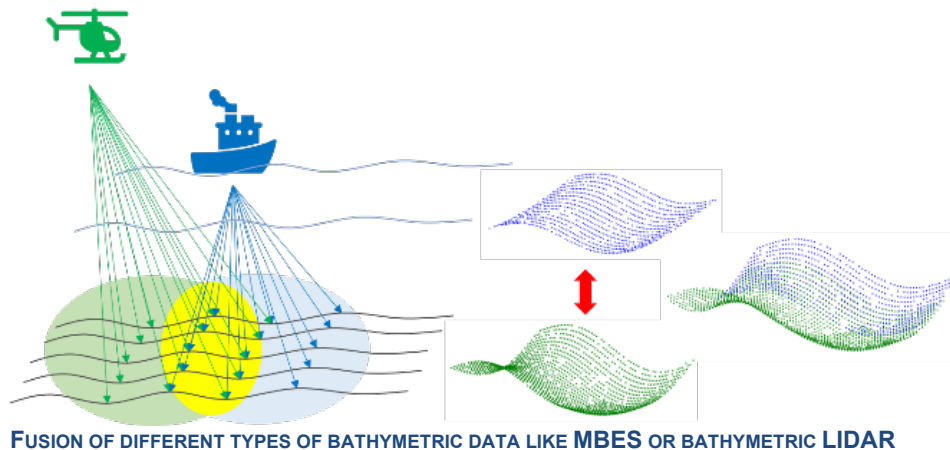 FUSION OF DIFFERENT TYPES OF BATHYMETRIC DATA LIKE MBES OR BATHYMETRIC LIDAR